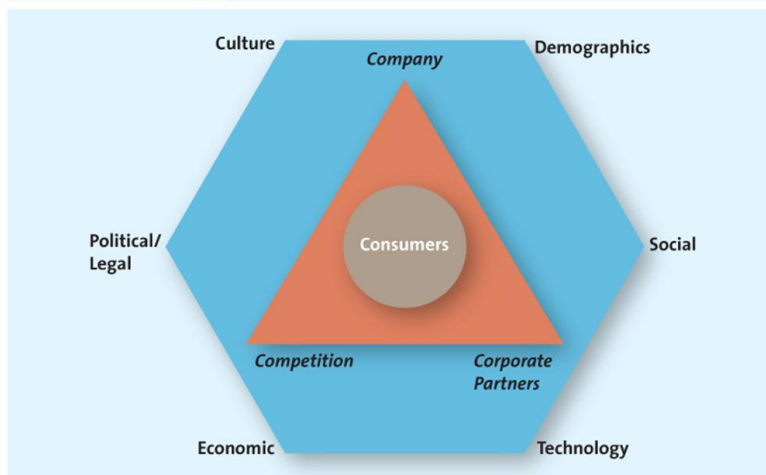 Culture
Demographics
Company
Political/
Legal
Consumers
Social
Competition
Corporate
Partners
Economic
Technology